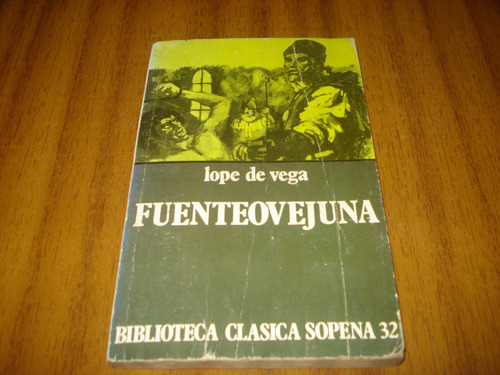 lope de vega
FUENTEOVEJUNA
BIBLIOTECA CLASICA SOPENA 32